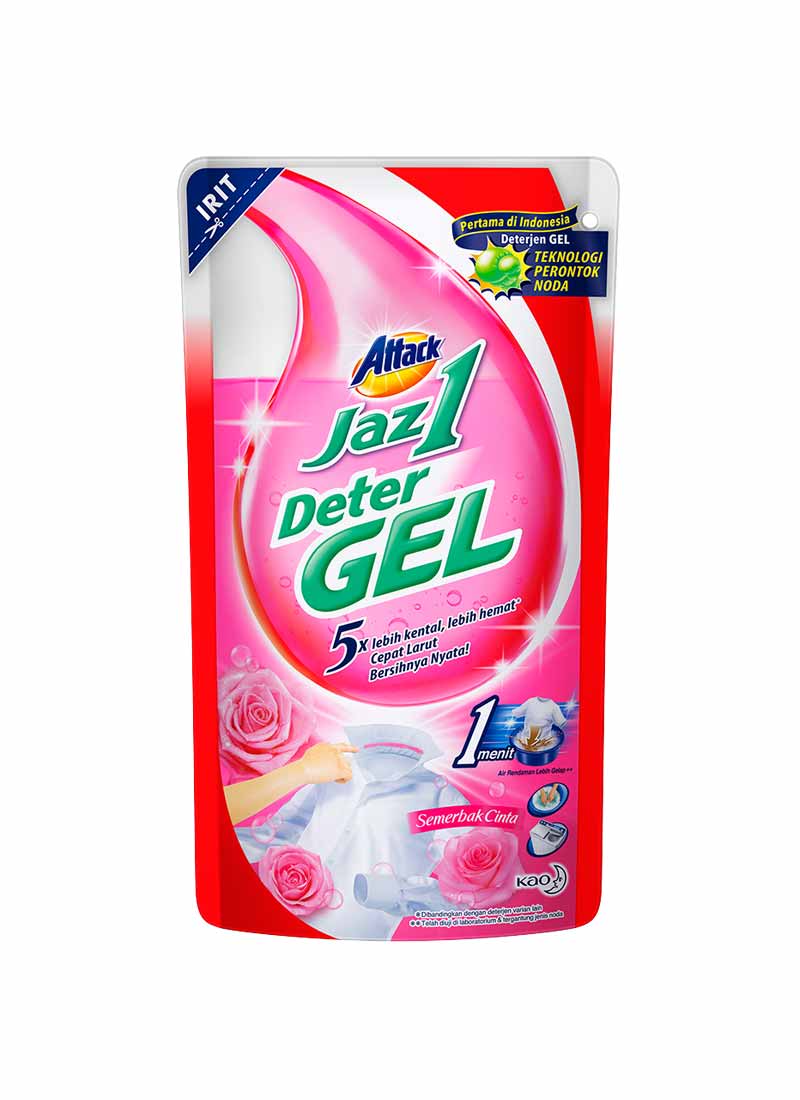 IRIT
Pertama di Indonesia
Deterjen GEL
TEKNOLOGI
PERONTOK
NODA
Attack
Jaz1
Deter
GEL
5x lebih kental, lebih hemat*
Cepat Larut
Bersihnya Nyata!
1 menit
Air Rendaman Lebih Gelap**
Semerbak Cinta
Kao
*Dibandingkan dengan deterjen varian lain
**Telah diuji di laboratorium & tergantung jenis noda